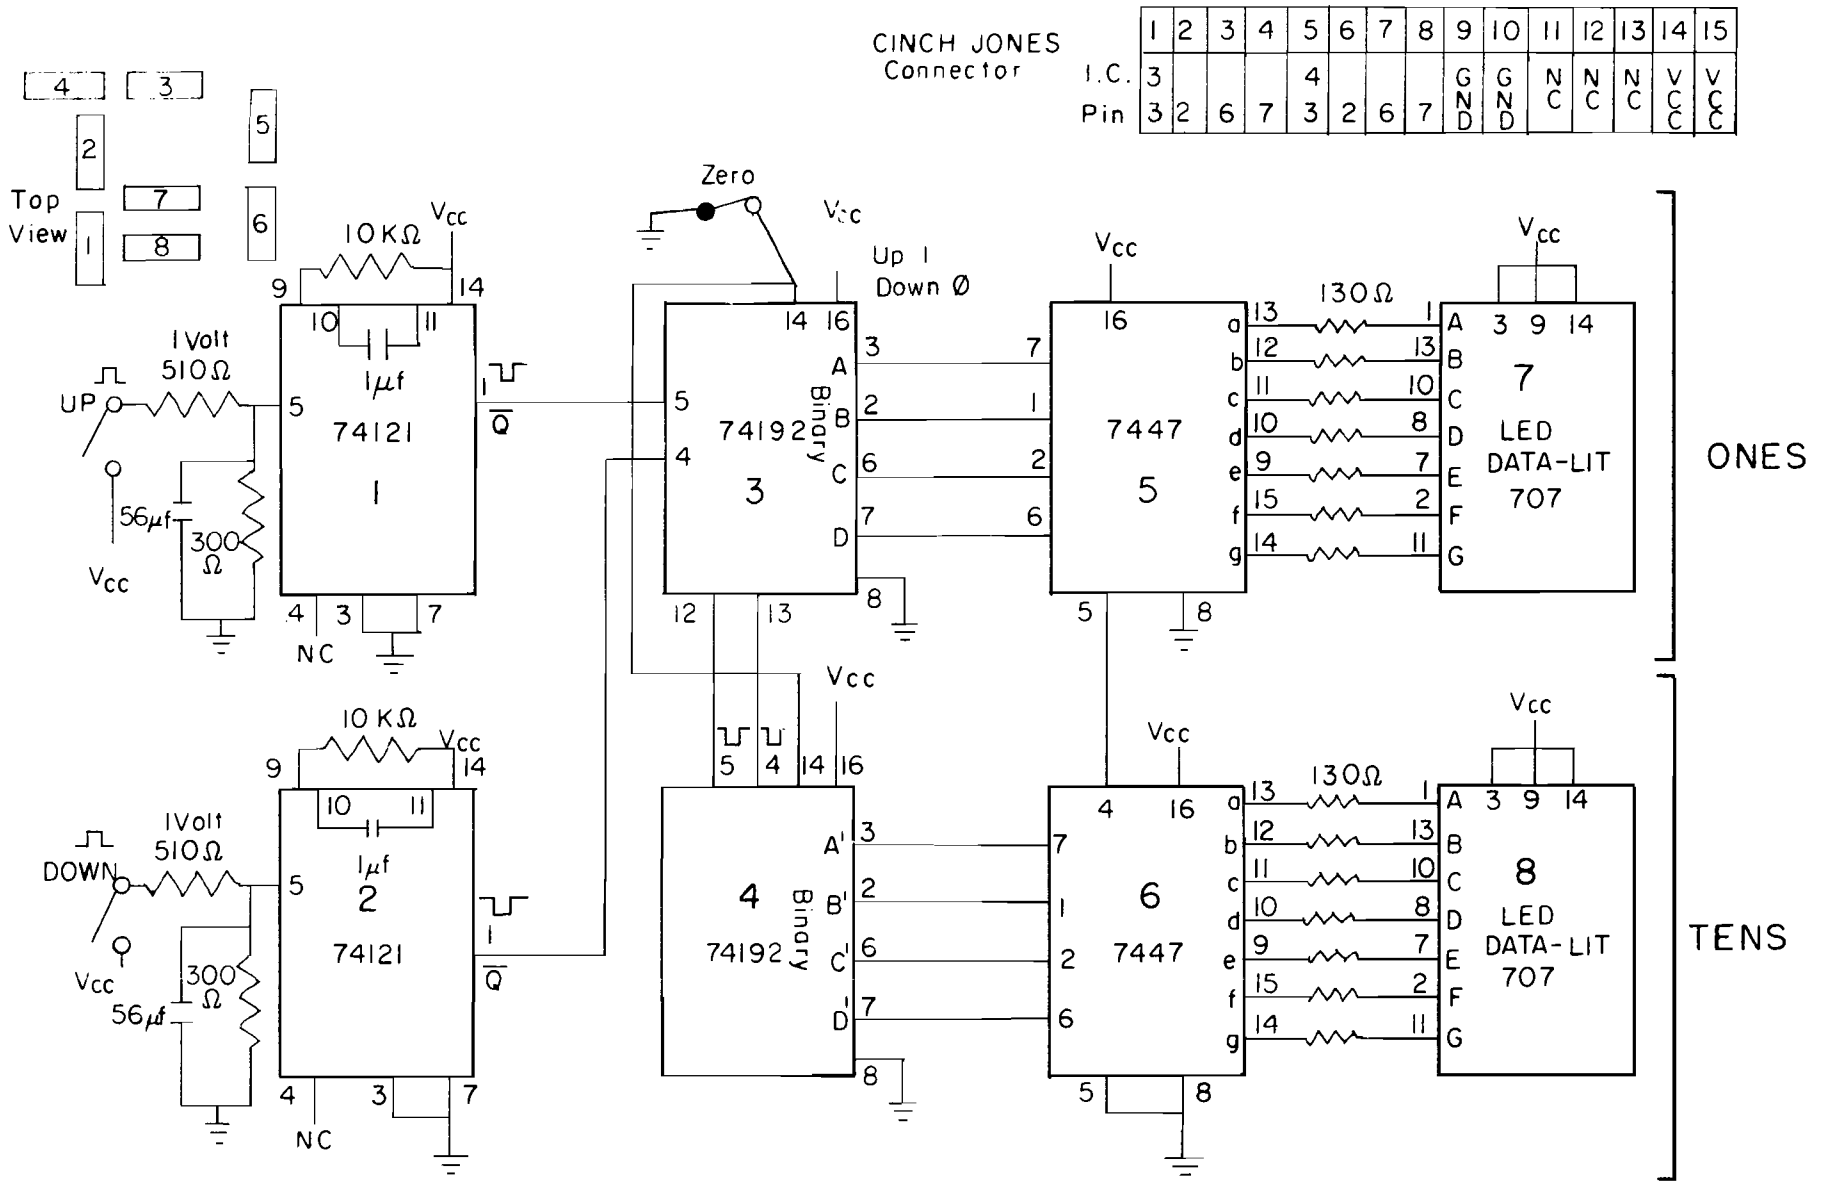 CINCH JONES
Connector
1 2 3 4 5 6 7 8 9 10 11 12 13 14 15
I.C. 3 4 GND GND NC NC NC VCC VCC
Pin 3 2 6 7 3 2 6 7
4 3
2 5
7
Top
View
1 8 6
10KΩ
Vcc
9 14
10 11
1μf
1Volt
510Ω
UP
5
74121
1
1
Q̅
56μf
300
Ω
Vcc
4 3 7
NC
Zero
Vcc
Up 1
Down Ø
14 16
5
4
74192
Binary
3
A 3
B 2
C 6
D 7
8
12 13
Vcc
16
7
1
2
6
7447
5
a 13
b 12
c 11
d 10
e 9
f 15
g 14
5 8
130Ω
Vcc
3 9 14
1 A
13 B
10 C
8 D
7 E
2 F
11 G
7
LED
DATA-LIT
707
ONES
10KΩ
Vcc
9 14
10 11
1μf
1Volt
510Ω
DOWN
5
2
74121
1
Q̅
Vcc
56μf
300
Ω
4 3 7
NC
Vcc
5 4 14 16
4
74192
Binary
A' 3
B' 2
C' 6
D' 7
8
Vcc
4 16
7
1
2
6
6
7447
a 13
b 12
c 11
d 10
e 9
f 15
g 14
5 8
130Ω
Vcc
3 9 14
1 A
13 B
10 C
8 D
7 E
2 F
11 G
8
LED
DATA-LIT
707
TENS